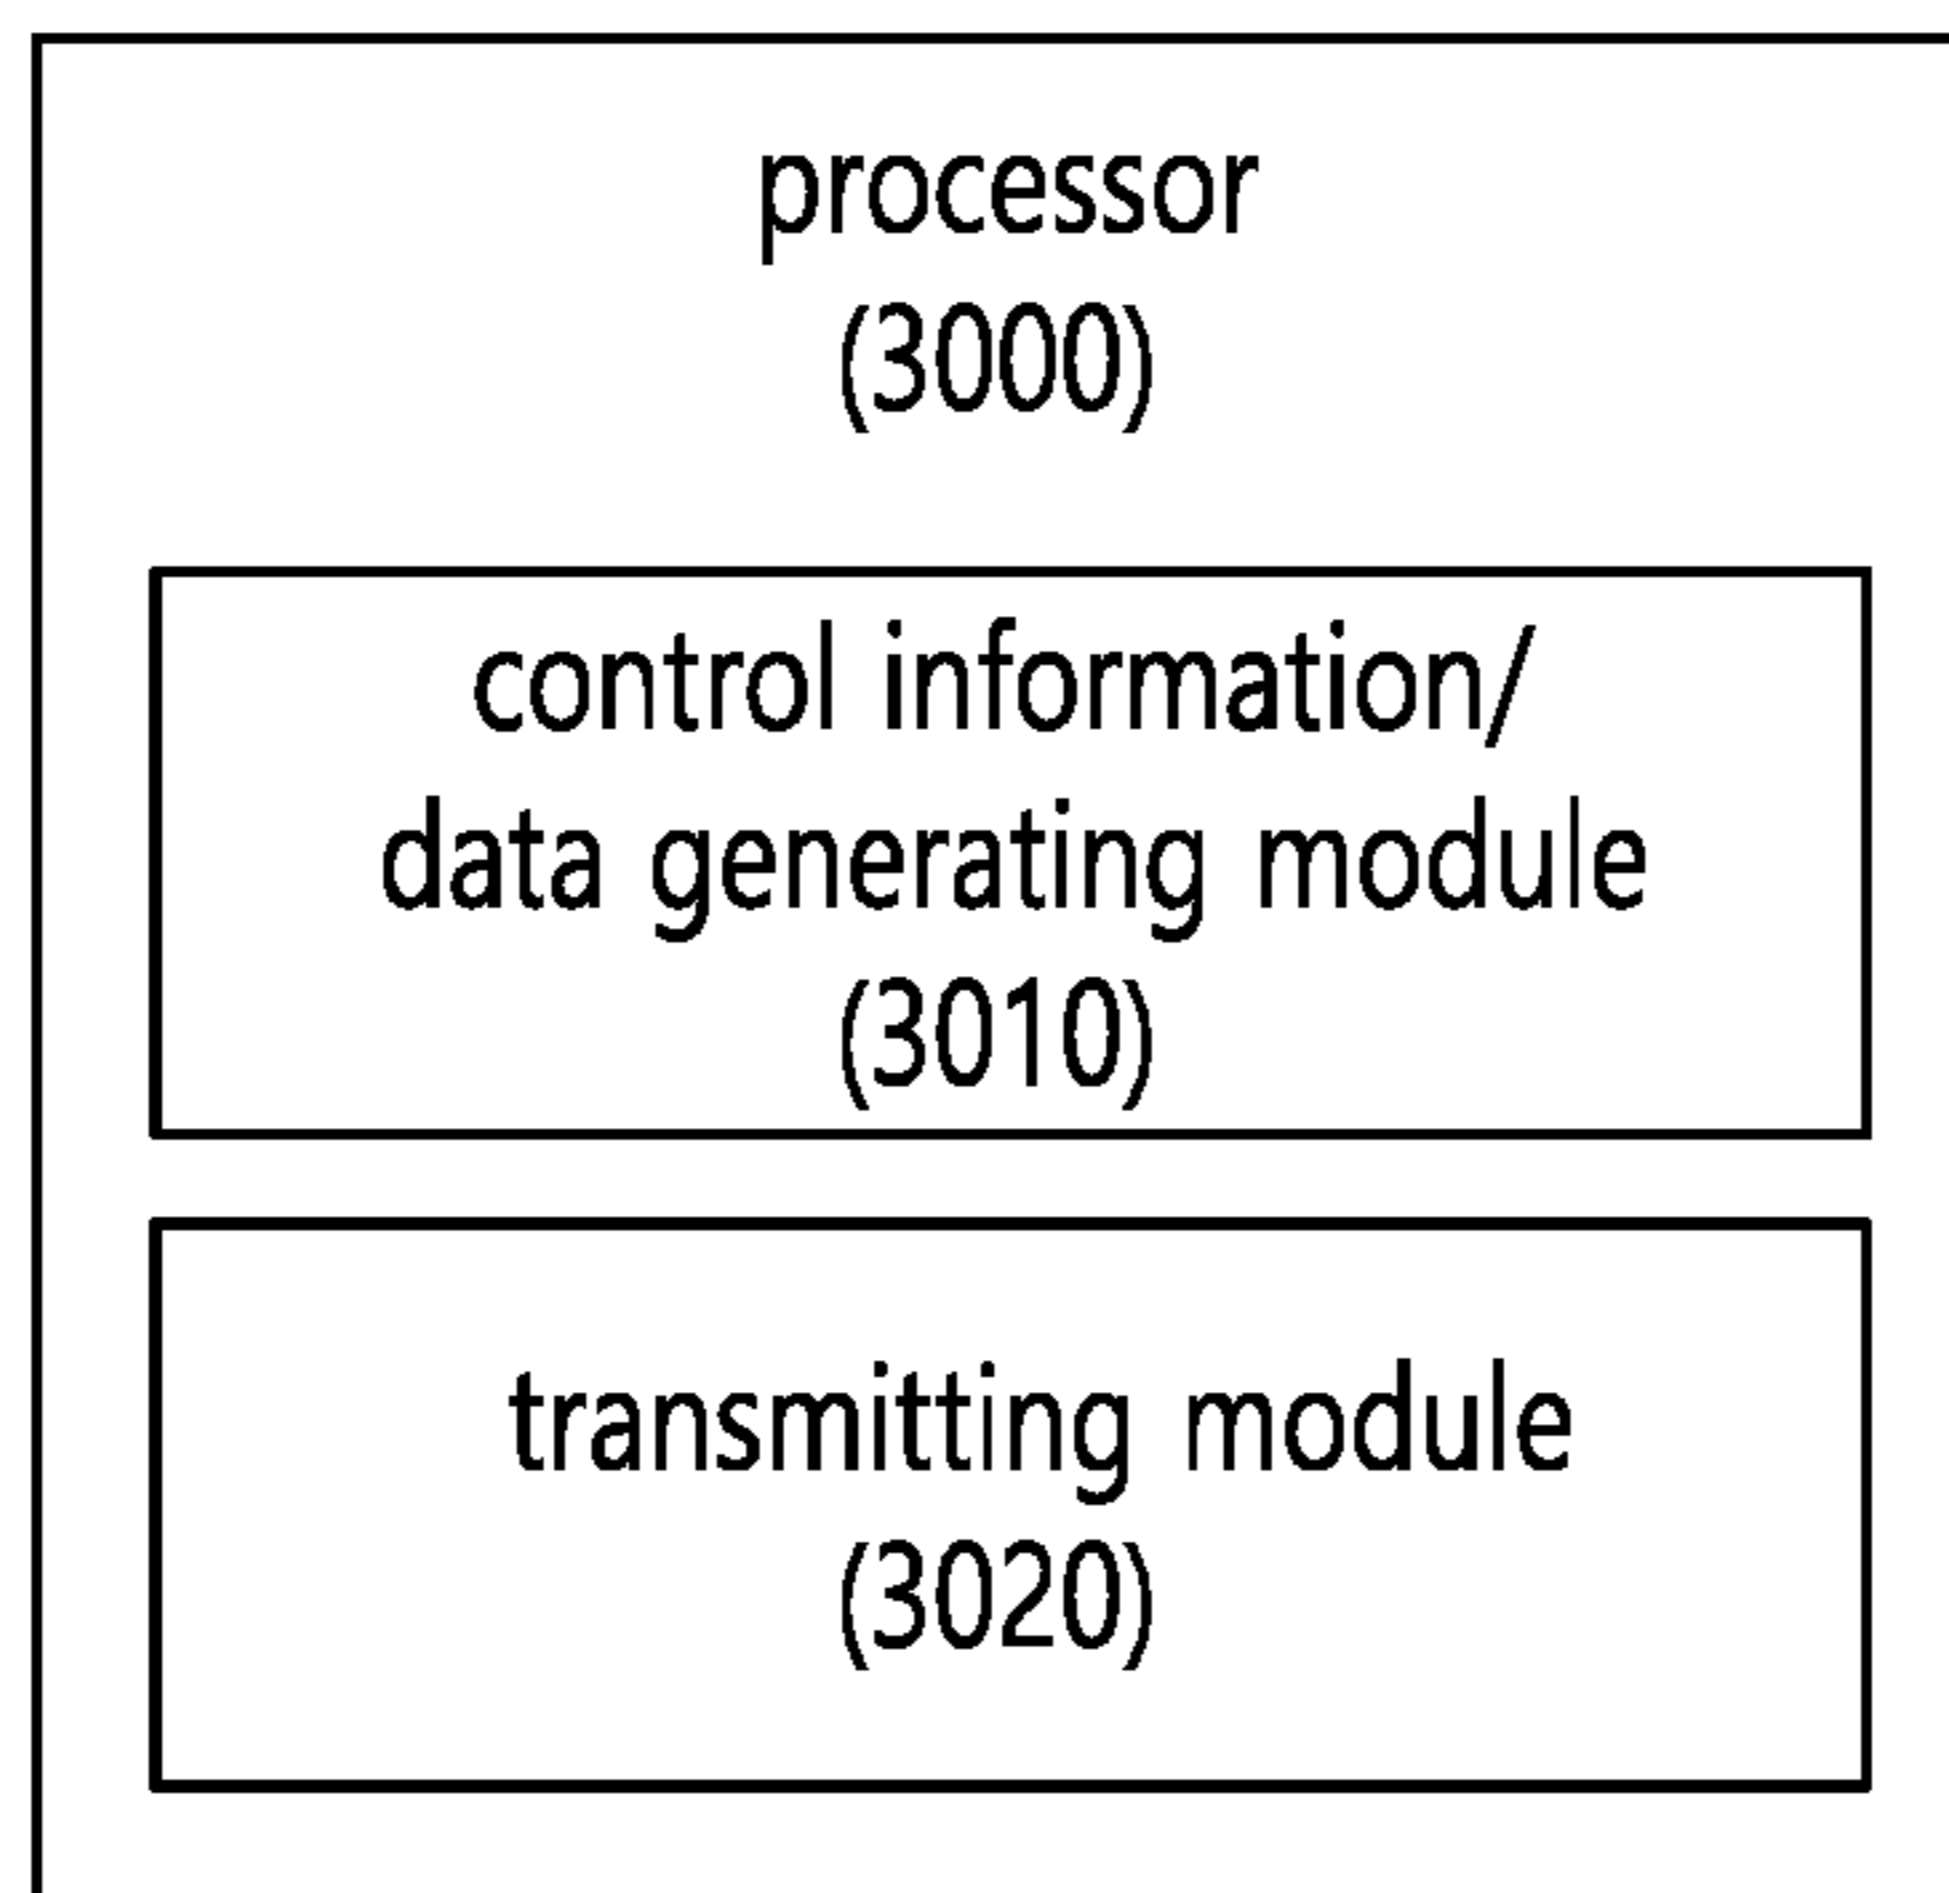 processor
(3000)
control information/
data generating module
(3010)
transmitting module
(3020)